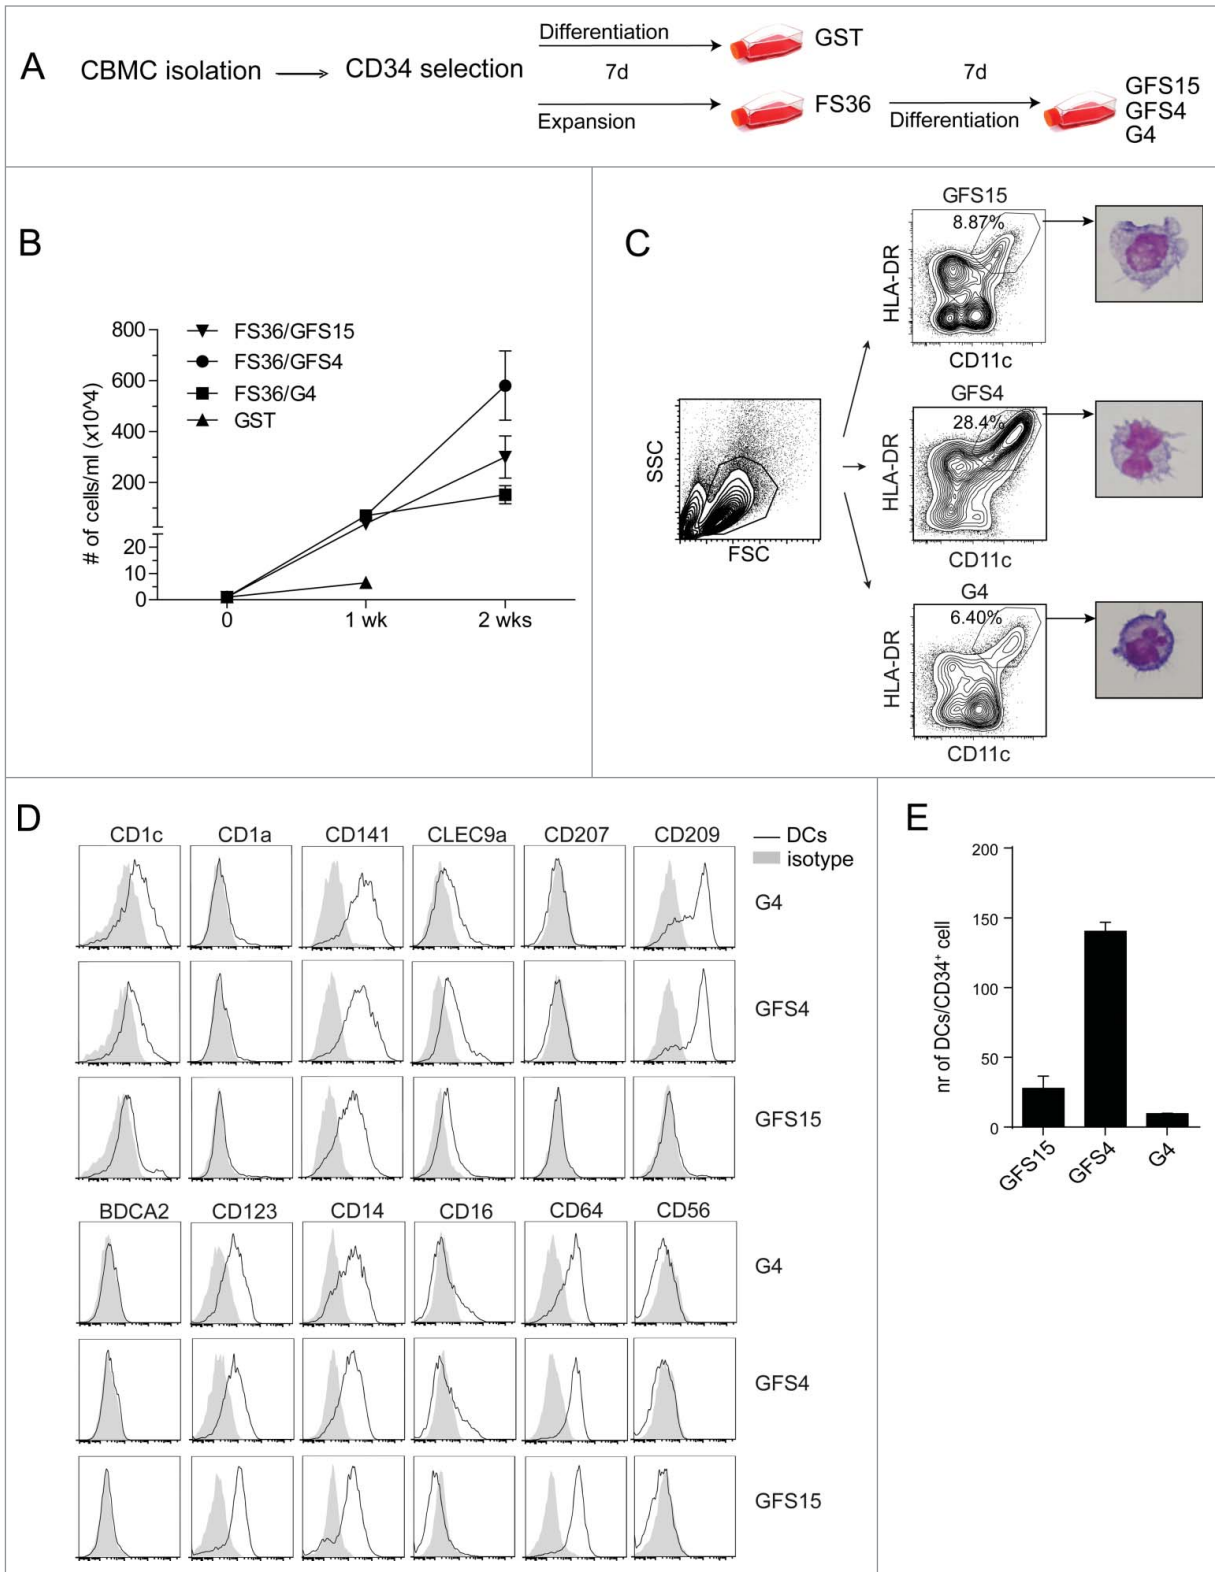 A
CBMC isolation
CD34 selection
Differentiation
7d
Expansion
GST
FS36
7d
Differentiation
GFS15
GFS4
G4
B
# of cells/ml (x10^4)
800
600
400
200
20
10
0
FS36/GFS15
FS36/GFS4
FS36/G4
GST
0
1 wk
2 wks
C
SSC
FSC
GFS15
8.87%
HLA-DR
CD11c
GFS4
28.4%
HLA-DR
CD11c
G4
6.40%
HLA-DR
CD11c
D
CD1c CD1a CD141 CLEC9a CD207 CD209
DCs
isotype
G4
GFS4
GFS15
BDCA2 CD123 CD14 CD16 CD64 CD56
G4
GFS4
GFS15
E
nr of DCs/CD34+ cell
200
150
100
50
0
GFS15
GFS4
G4